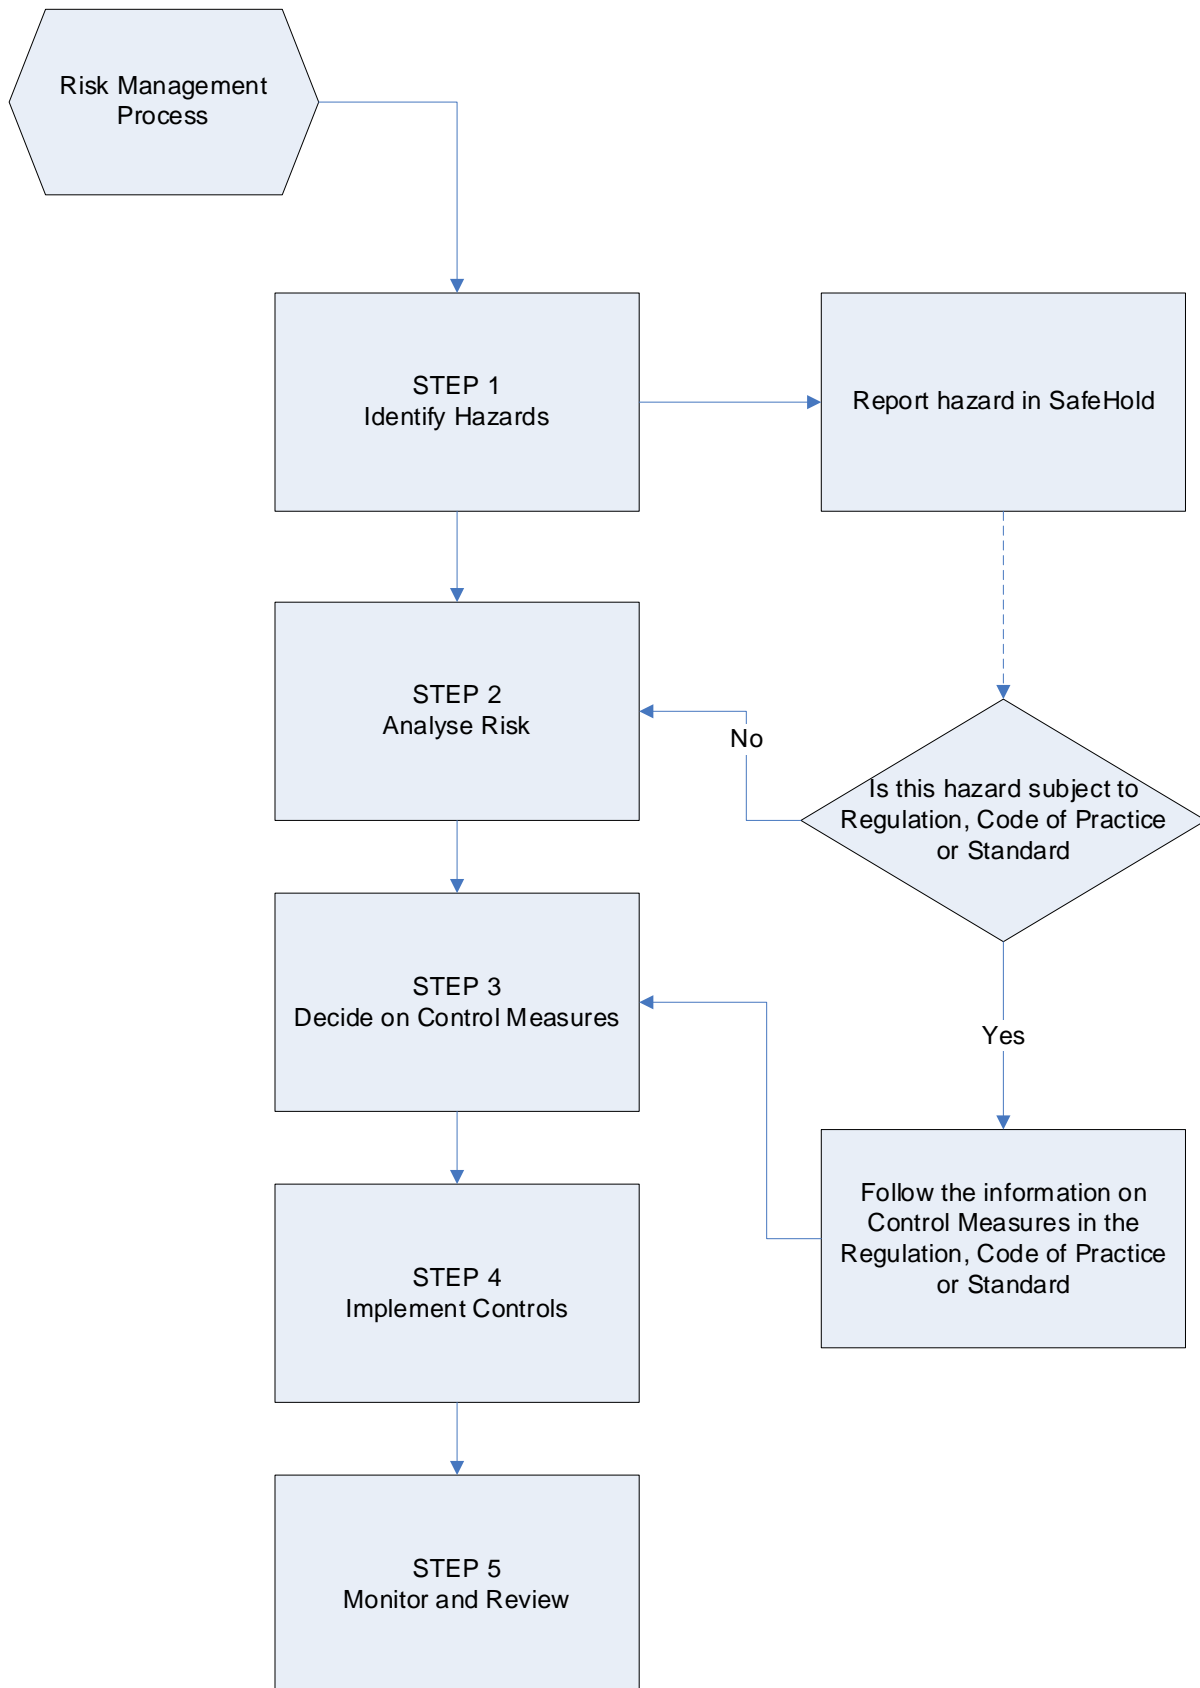 Risk Management
Process
STEP 1
Identify Hazards
Report hazard in SafeHold
STEP 2
Analyse Risk
No
Is this hazard subject to
Regulation, Code of Practice
or Standard
STEP 3
Decide on Control Measures
Yes
Follow the information on
Control Measures in the
Regulation, Code of Practice
or Standard
STEP 4
Implement Controls
STEP 5
Monitor and Review